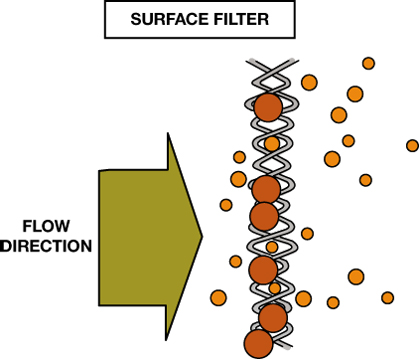 SURFACE FILTER
FLOW
DIRECTION